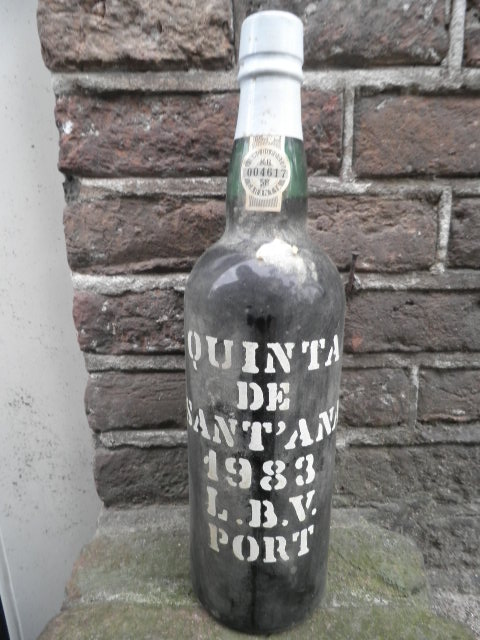 004617
QUINTA
DE
SANT'ANA
1983
L.B.V.
PORT